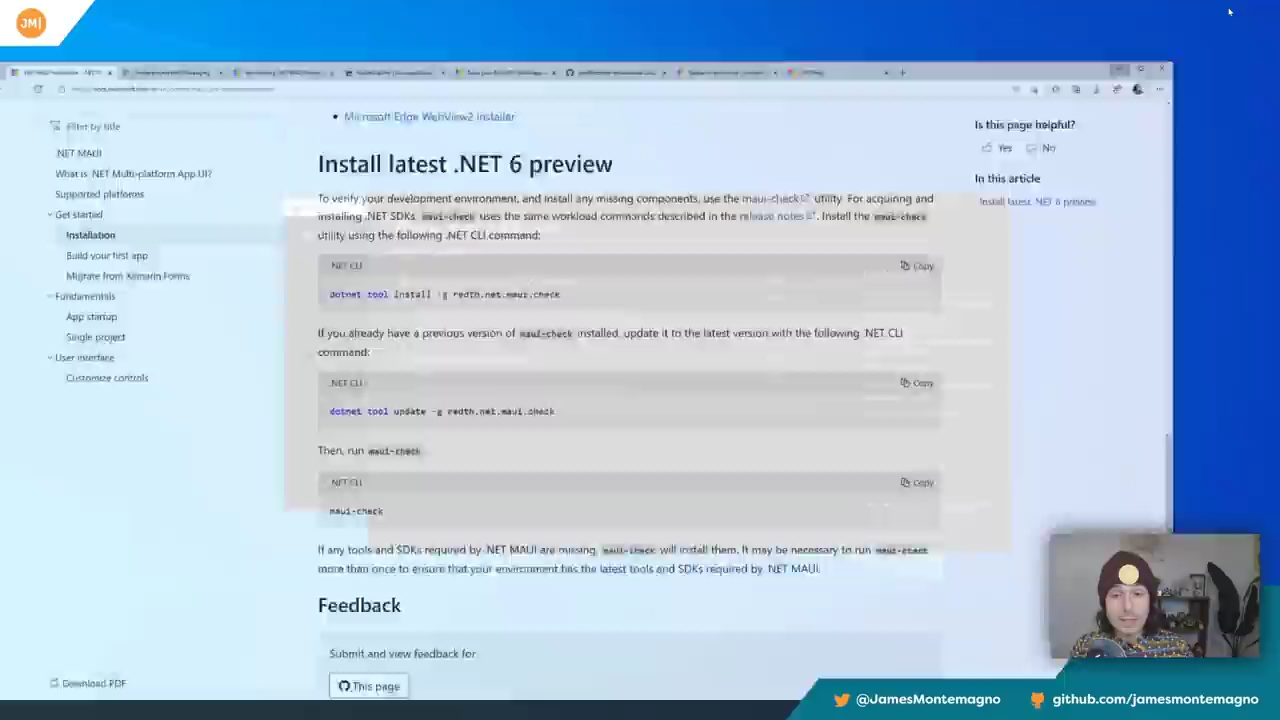 JM|
Filter by title
.NET MAUI
What is .NET Multi-platform App UI?
Supported platforms
Get started
Installation
Build your first app
Migrate from Xamarin.Forms
Fundamentals
App startup
Single project
User interface
Customize controls
Download PDF
Microsoft Edge WebView2 Installer
Install latest .NET 6 preview
To verify your development environment, and install any missing components, use the maui-check utility. For acquiring and
installing .NET SDKs, maui-check uses the same workload commands described in the release notes. Install the maui-check
utility using the following .NET CLI command:
.NET CLI
Copy
dotnet tool install -g redth.net.maui.check
If you already have a previous version of maui-check installed, update it to the latest version with the following .NET CLI
command:
.NET CLI
Copy
dotnet tool update -g redth.net.maui.check
Then, run maui-check
.NET CLI
Copy
maui-check
If any tools and SDKs required by .NET MAUI are missing, maui-check will install them. It may be necessary to run maui-check
more than once to ensure that your environment has the latest tools and SDKs required by .NET MAUI.
Feedback
Submit and view feedback for
This page
Is this page helpful?
Yes No
In this article
Install latest .NET 6 preview
@JamesMontemagno
github.com/jamesmontemagno